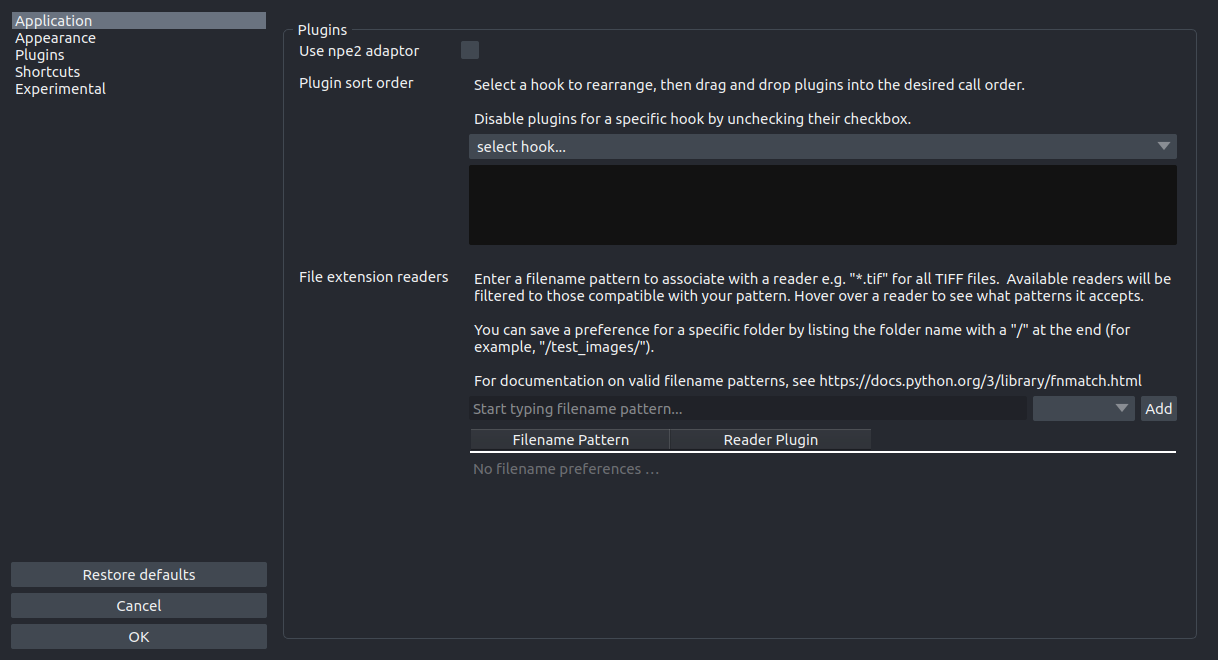 Application
Appearance
Plugins
Shortcuts
Experimental
Restore defaults
Cancel
OK
Plugins
Use npe2 adaptor
Plugin sort order
Select a hook to rearrange, then drag and drop plugins into the desired call order.
Disable plugins for a specific hook by unchecking their checkbox.
select hook...
File extension readers
Enter a filename pattern to associate with a reader e.g. "*.tif" for all TIFF files.  Available readers will be
filtered to those compatible with your pattern. Hover over a reader to see what patterns it accepts.
You can save a preference for a specific folder by listing the folder name with a "/" at the end (for
example, "/test_images/").
For documentation on valid filename patterns, see https://docs.python.org/3/library/fnmatch.html
Start typing filename pattern...
Add
Filename Pattern
Reader Plugin
No filename preferences …